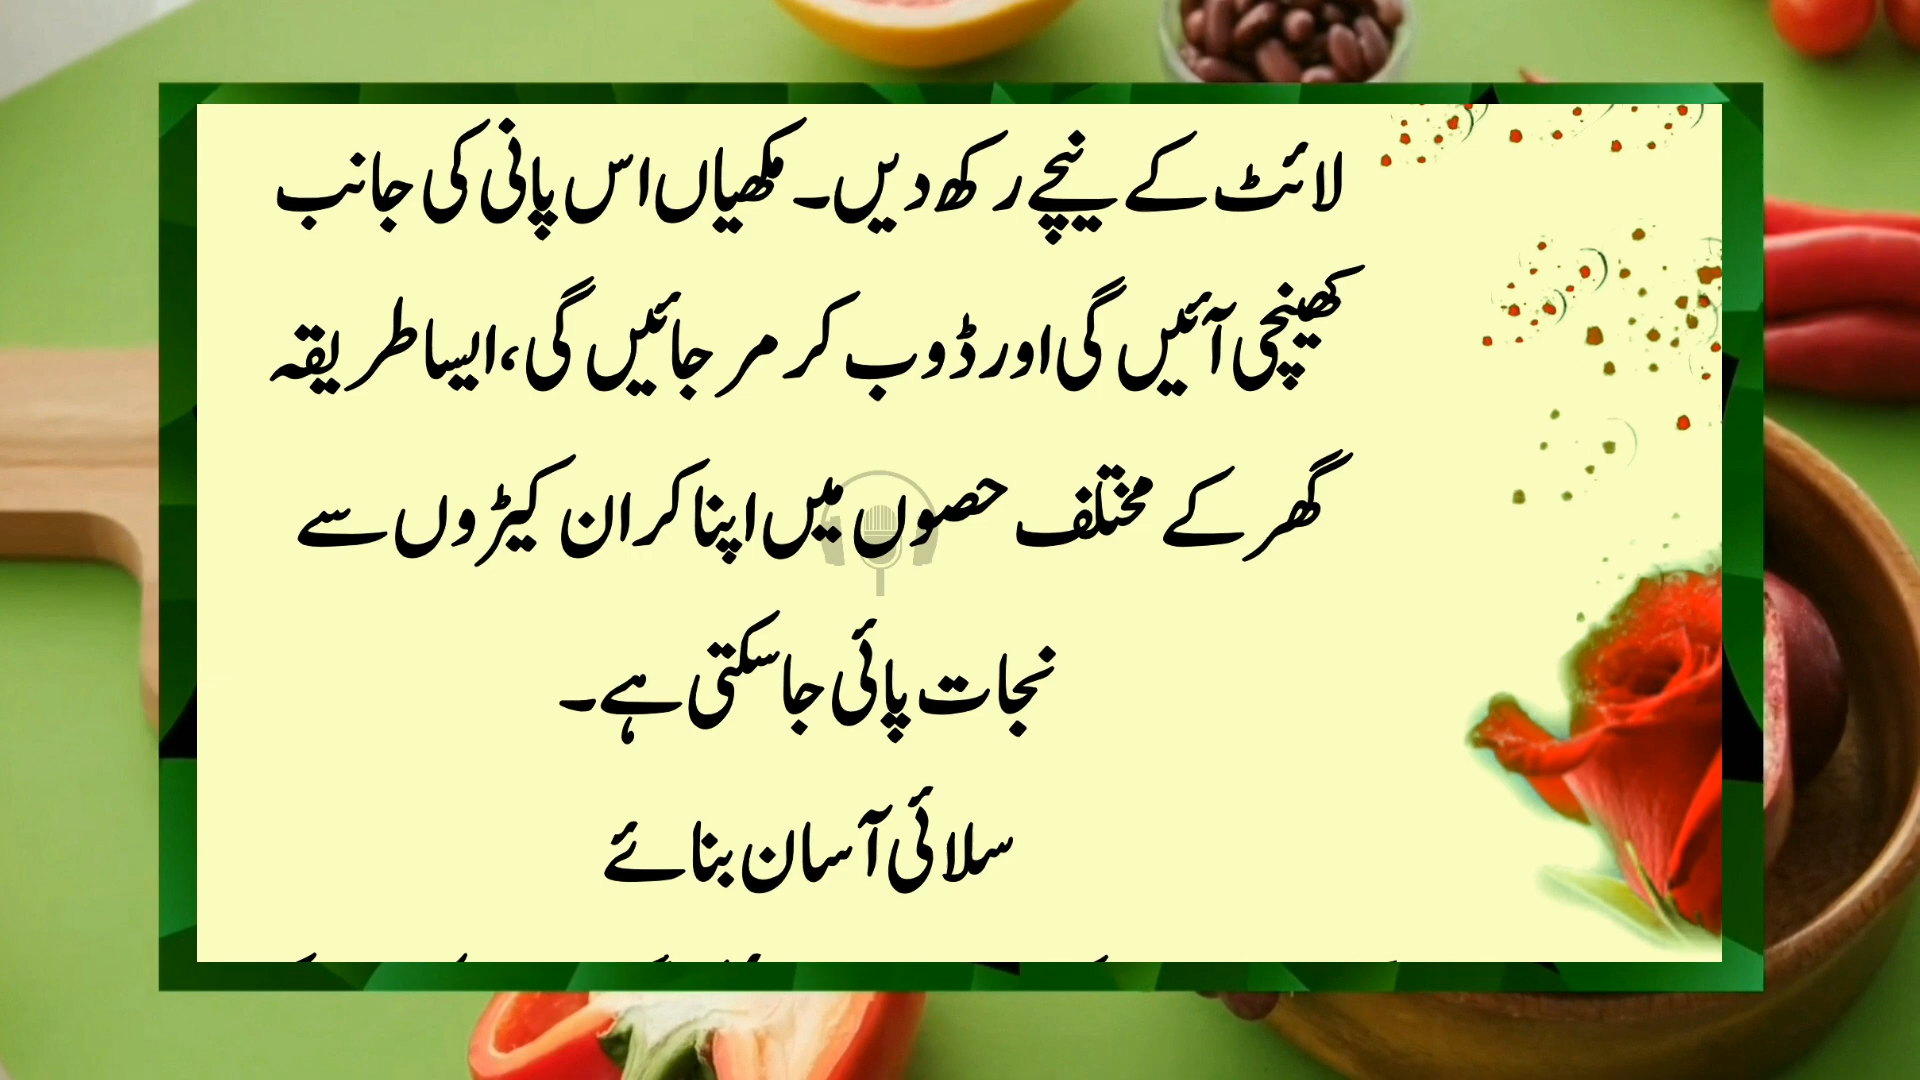 لائٹ کے نیچے رکھ دیں۔ مکھیاں اس پانی کی جانب
کھینچی آئیں گی اور ڈوب کر مر جائیں گی، ایسا طریقہ
گھر کے مختلف حصوں میں اپنا کر ان کیڑوں سے
نجات پائی جا سکتی ہے۔
سلائی آسان بنائے